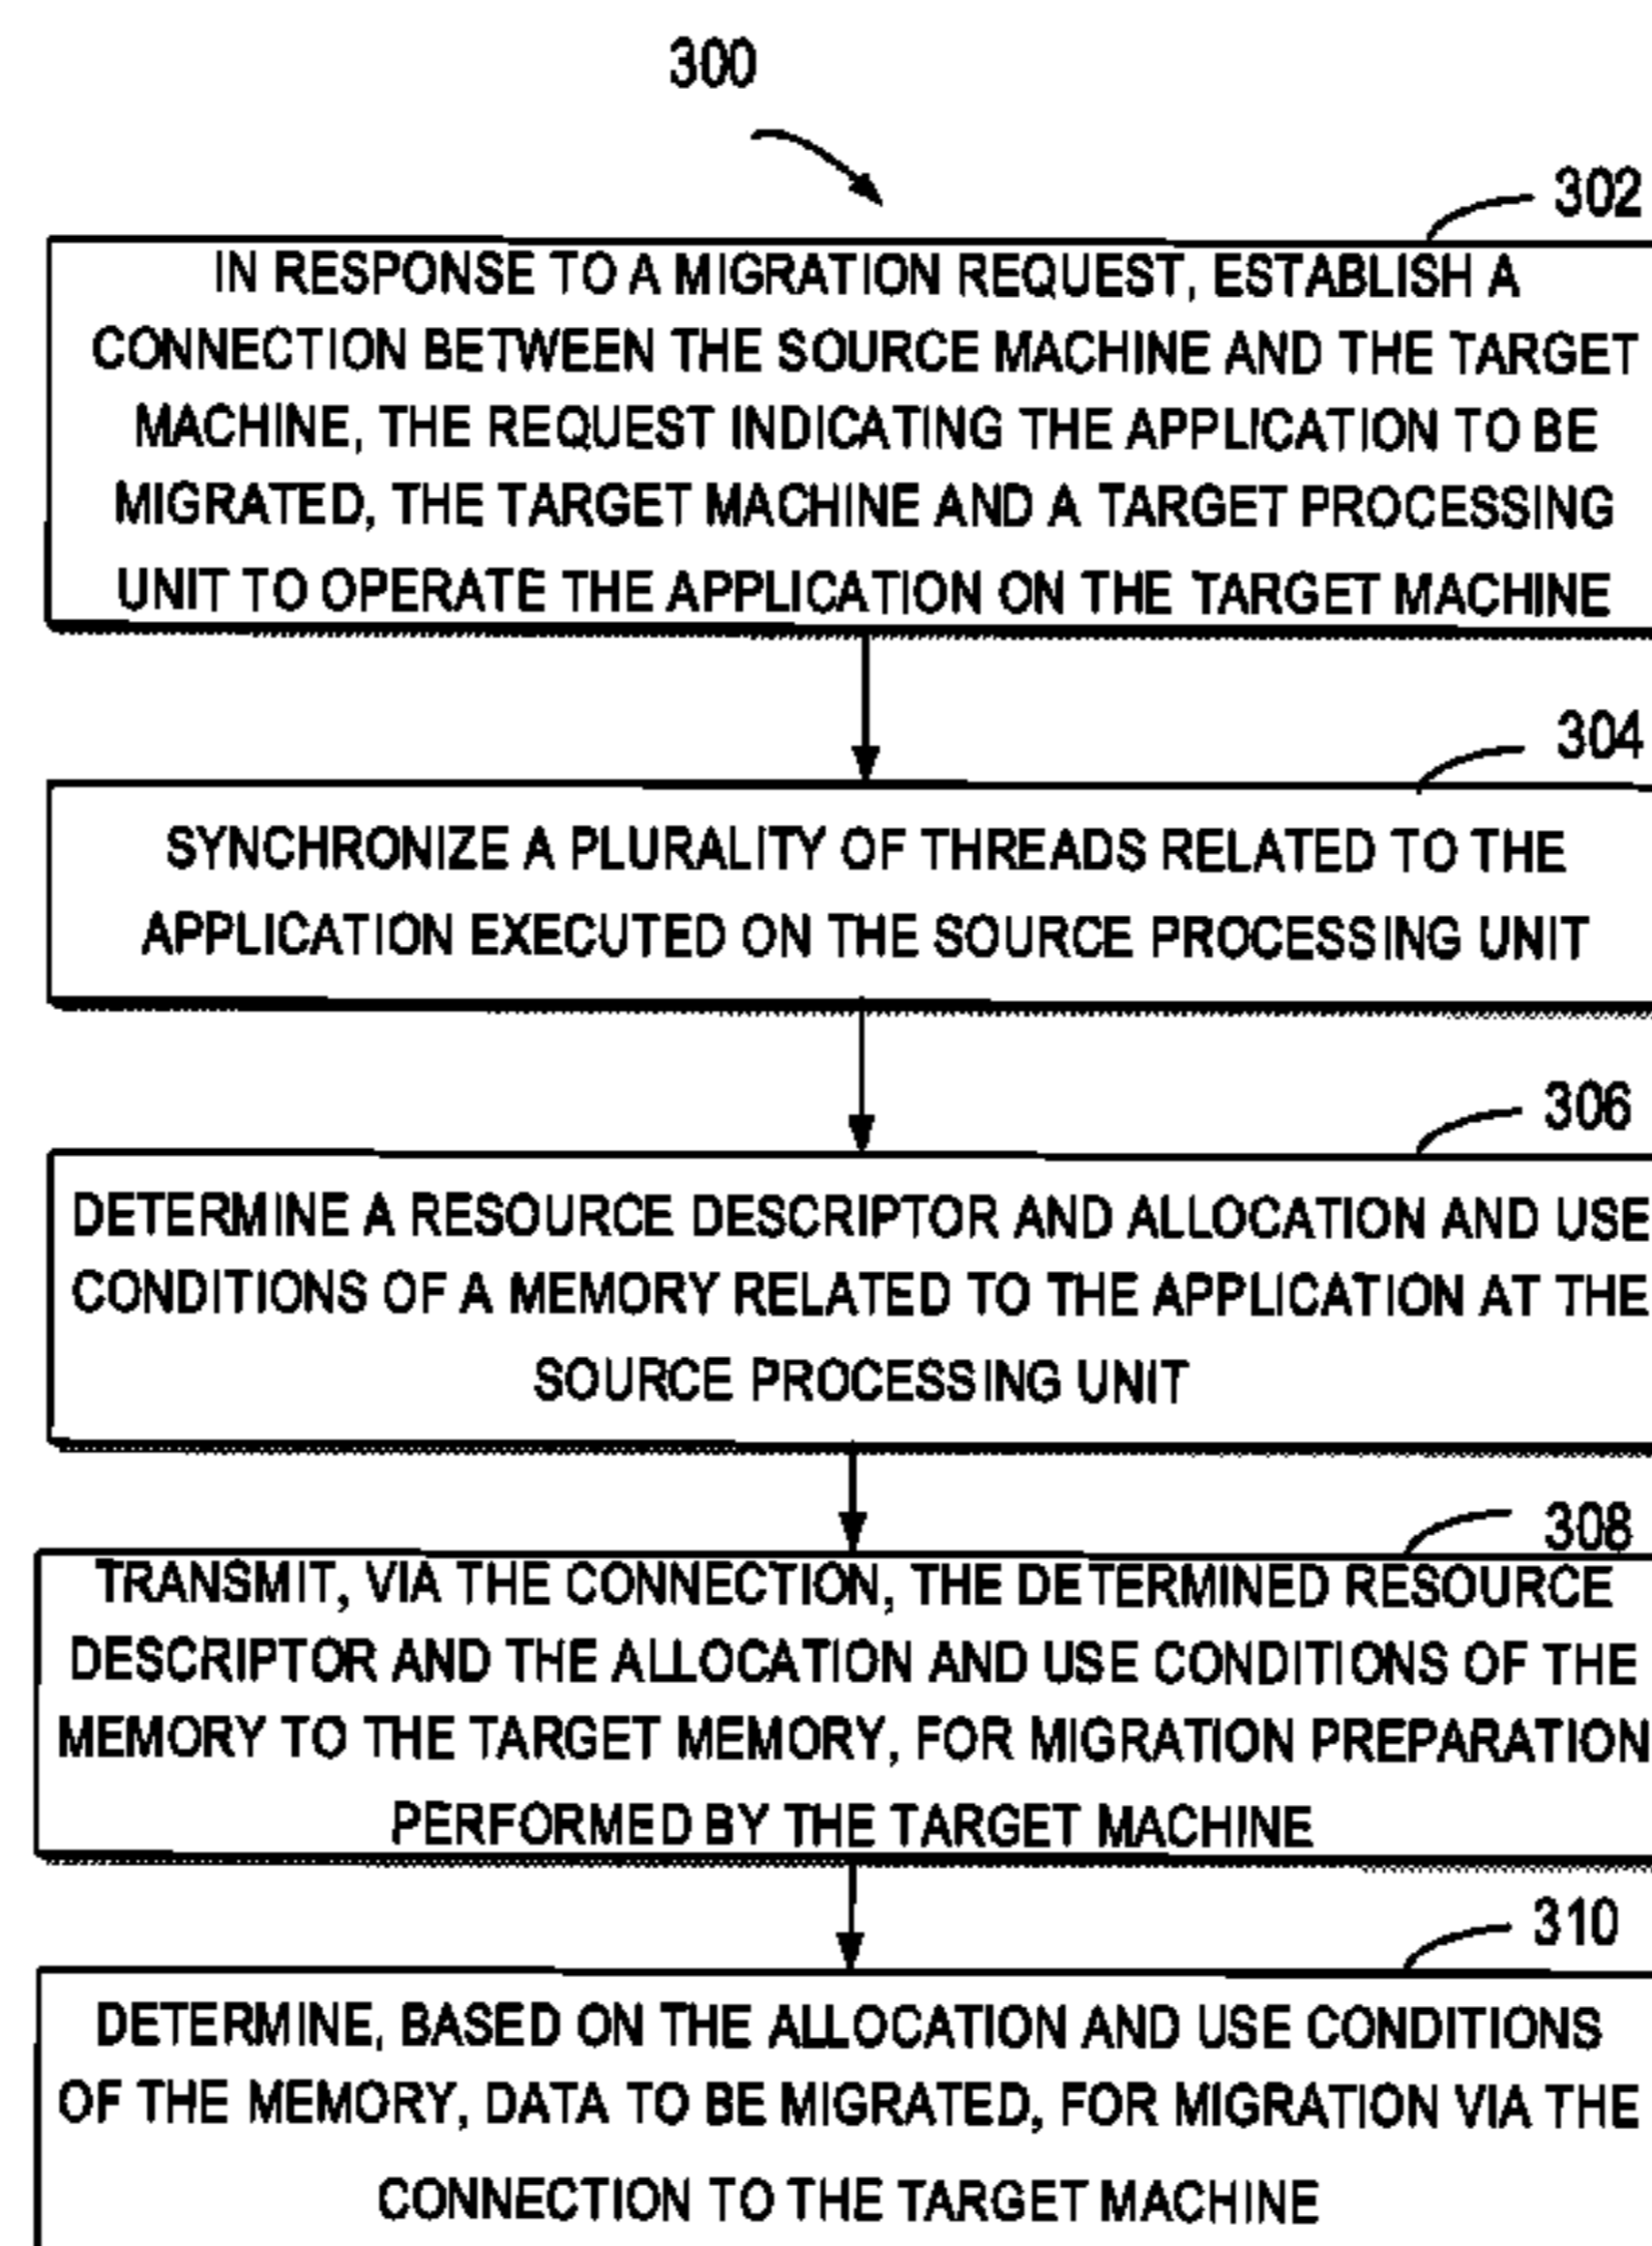 300
302
IN RESPONSE TO A MIGRATION REQUEST, ESTABLISH A
CONNECTION BETWEEN THE SOURCE MACHINE AND THE TARGET
MACHINE, THE REQUEST INDICATING THE APPLICATION TO BE
MIGRATED, THE TARGET MACHINE AND A TARGET PROCESSING
UNIT TO OPERATE THE APPLICATION ON THE TARGET MACHINE
304
SYNCHRONIZE A PLURALITY OF THREADS RELATED TO THE
APPLICATION EXECUTED ON THE SOURCE PROCESSING UNIT
306
DETERMINE A RESOURCE DESCRIPTOR AND ALLOCATION AND USE
CONDITIONS OF A MEMORY RELATED TO THE APPLICATION AT THE
SOURCE PROCESSING UNIT
308
TRANSMIT, VIA THE CONNECTION, THE DETERMINED RESOURCE
DESCRIPTOR AND THE ALLOCATION AND USE CONDITIONS OF THE
MEMORY TO THE TARGET MEMORY, FOR MIGRATION PREPARATION
PERFORMED BY THE TARGET MACHINE
310
DETERMINE, BASED ON THE ALLOCATION AND USE CONDITIONS
OF THE MEMORY, DATA TO BE MIGRATED, FOR MIGRATION VIA THE
CONNECTION TO THE TARGET MACHINE